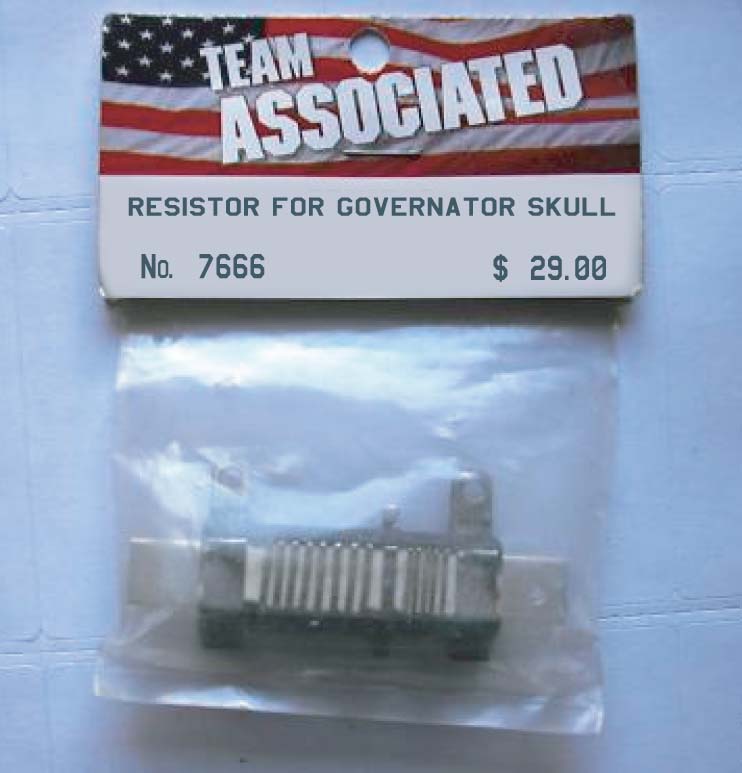 TEAM
ASSOCIATED
RESISTOR FOR GOVERNATOR SKULL
No. 7666 $ 29.00